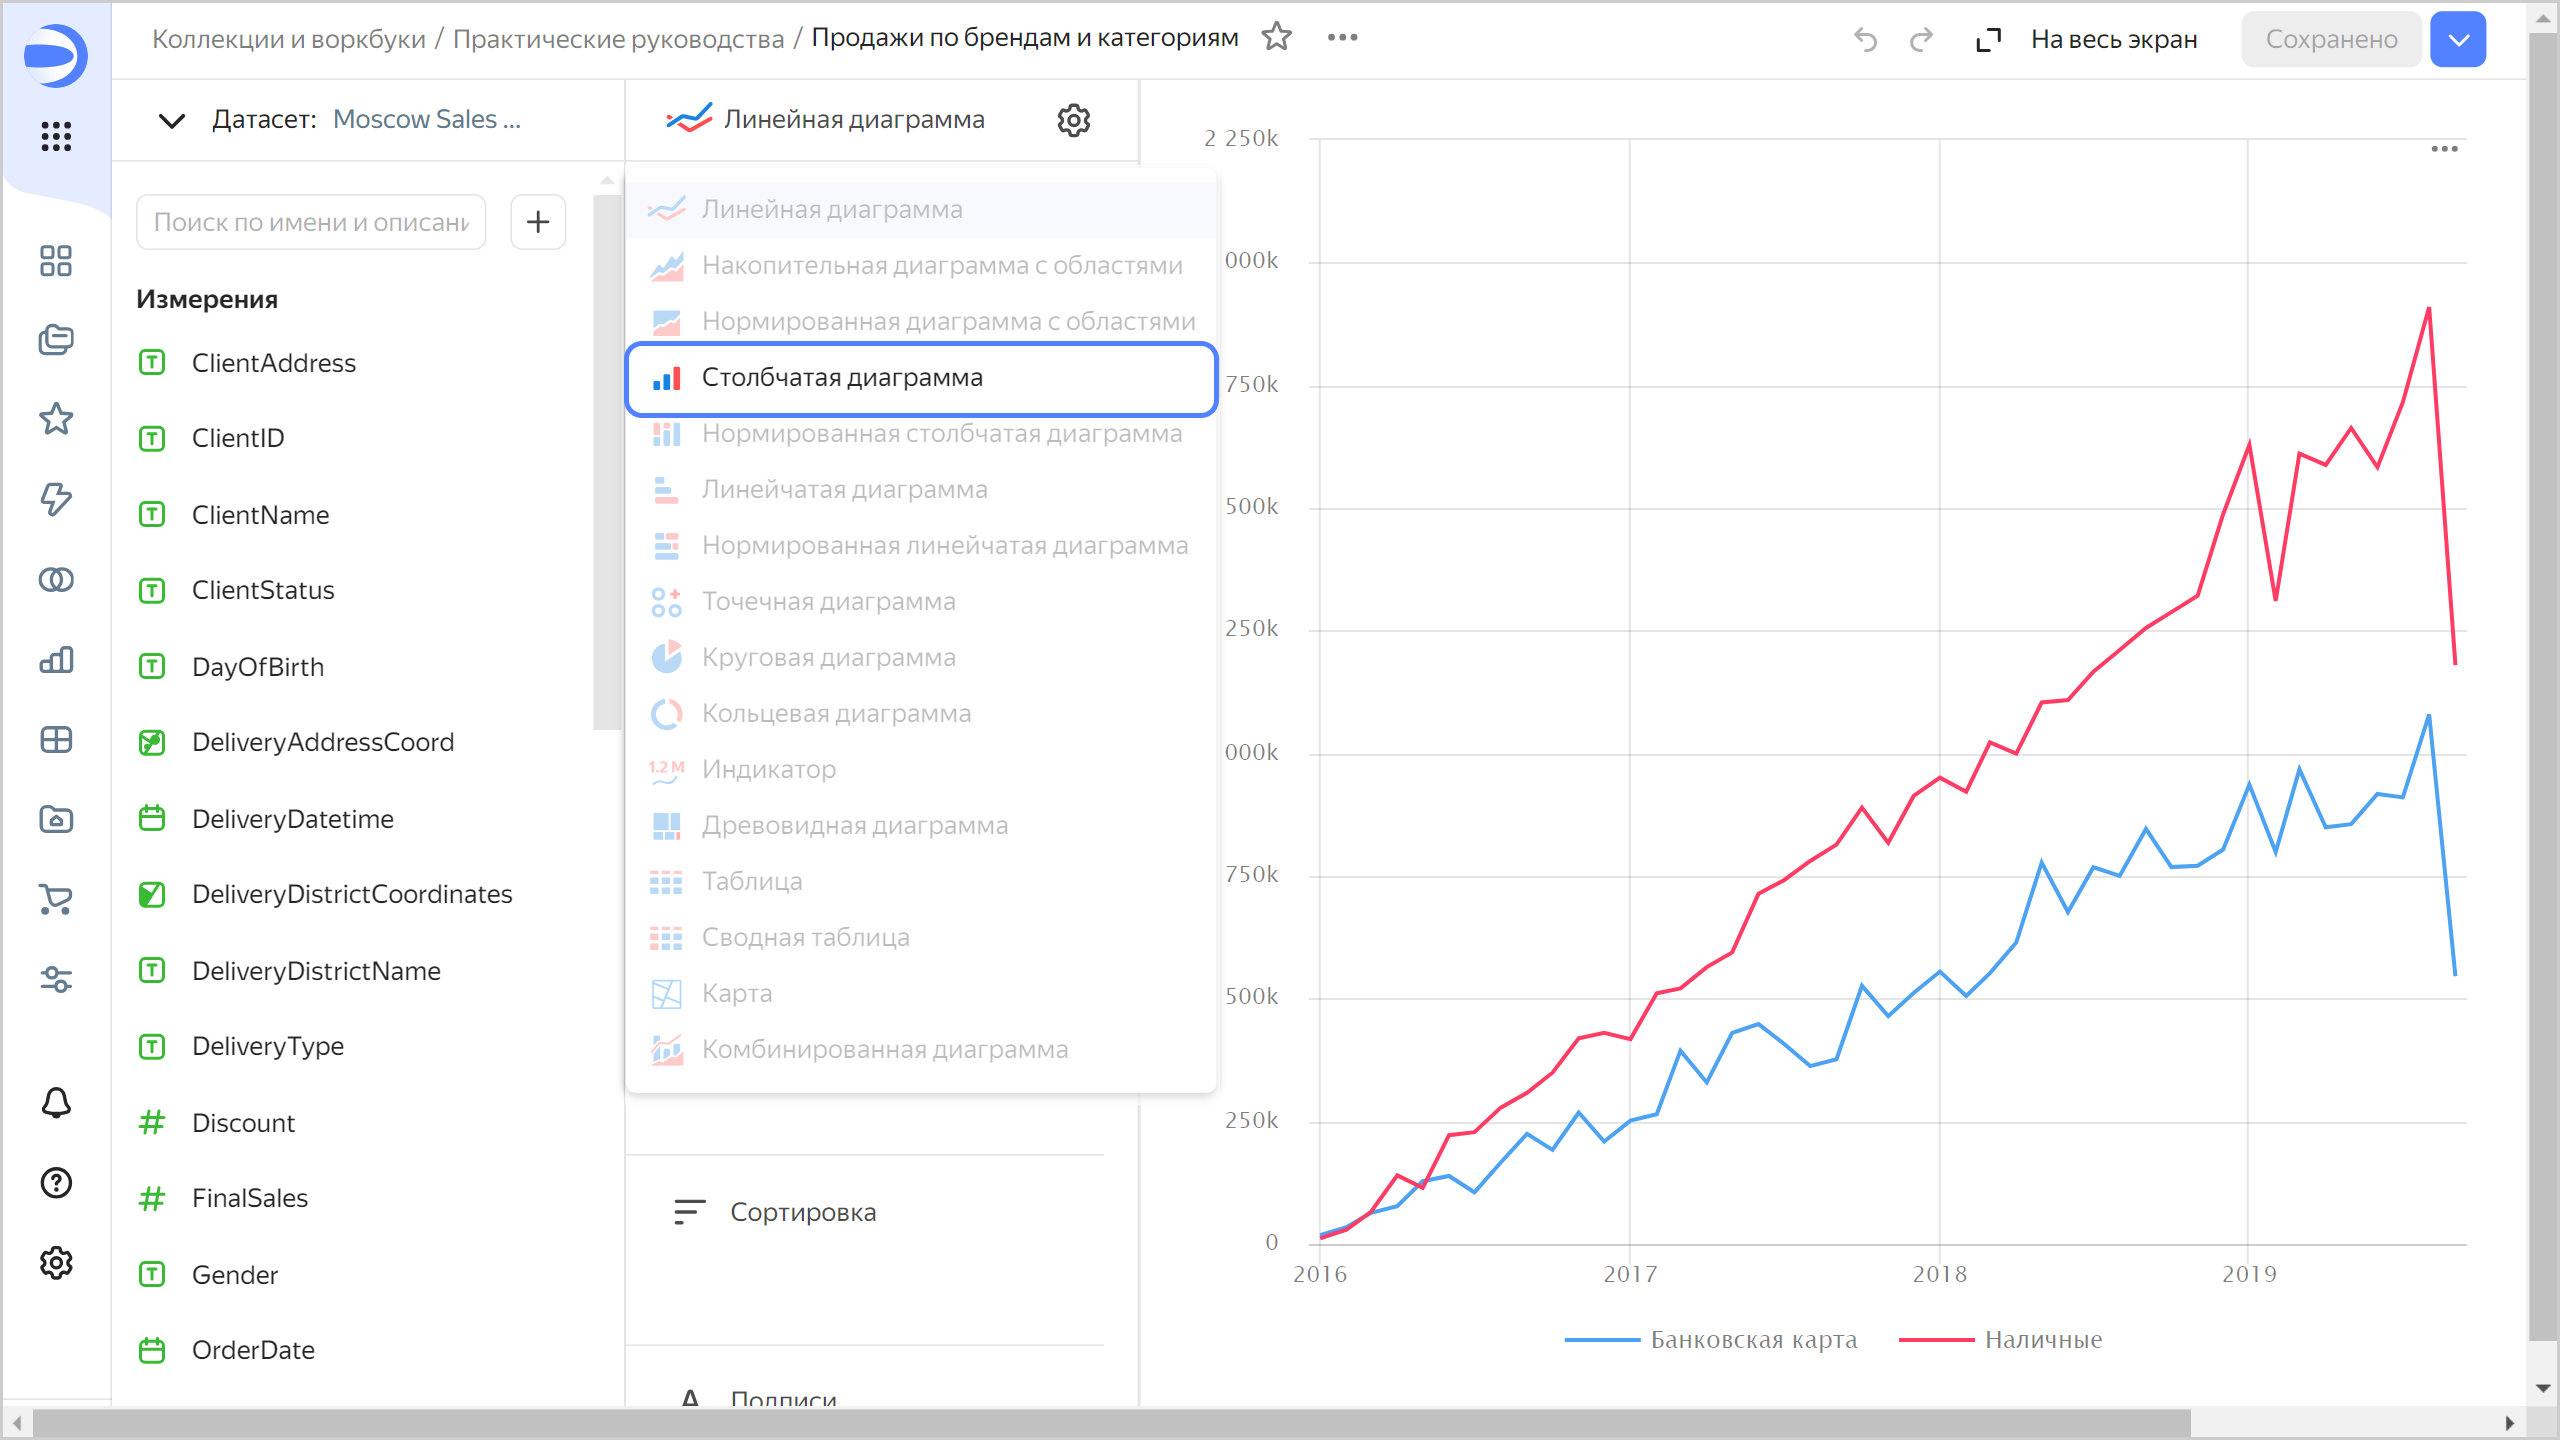 Коллекции и воркбуки / Практические руководства / Продажи по брендам и категориям
На весь экран
Сохранено
Датасет: Moscow Sales ...
Поиск по имени и описани
Измерения
ClientAddress
ClientID
ClientName
ClientStatus
DayOfBirth
DeliveryAddressCoord
DeliveryDatetime
DeliveryDistrictCoordinates
DeliveryDistrictName
DeliveryType
Discount
FinalSales
Gender
OrderDate
Линейная диаграмма
Линейная диаграмма
Накопительная диаграмма с областями
Нормированная диаграмма с областями
Столбчатая диаграмма
Нормированная столбчатая диаграмма
Линейчатая диаграмма
Нормированная линейчатая диаграмма
Точечная диаграмма
Круговая диаграмма
Кольцевая диаграмма
1.2 M
Индикатор
Древовидная диаграмма
Таблица
Сводная таблица
Карта
Комбинированная диаграмма
Сортировка
Подписи
2 250k
000k
750k
500k
250k
000k
750k
500k
250k
0
2016 2017 2018 2019
Банковская карта Наличные